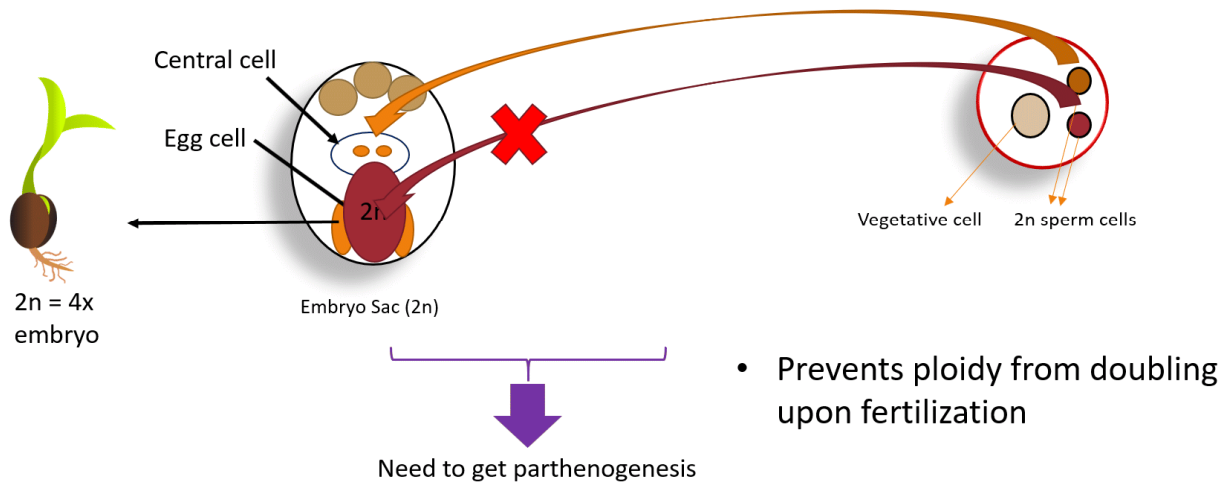 Central cell
Egg cell
2n
Vegetative cell
2n sperm cells
2n = 4x
embryo
Embryo Sac (2n)
• Prevents ploidy from doubling
upon fertilization
Need to get parthenogenesis